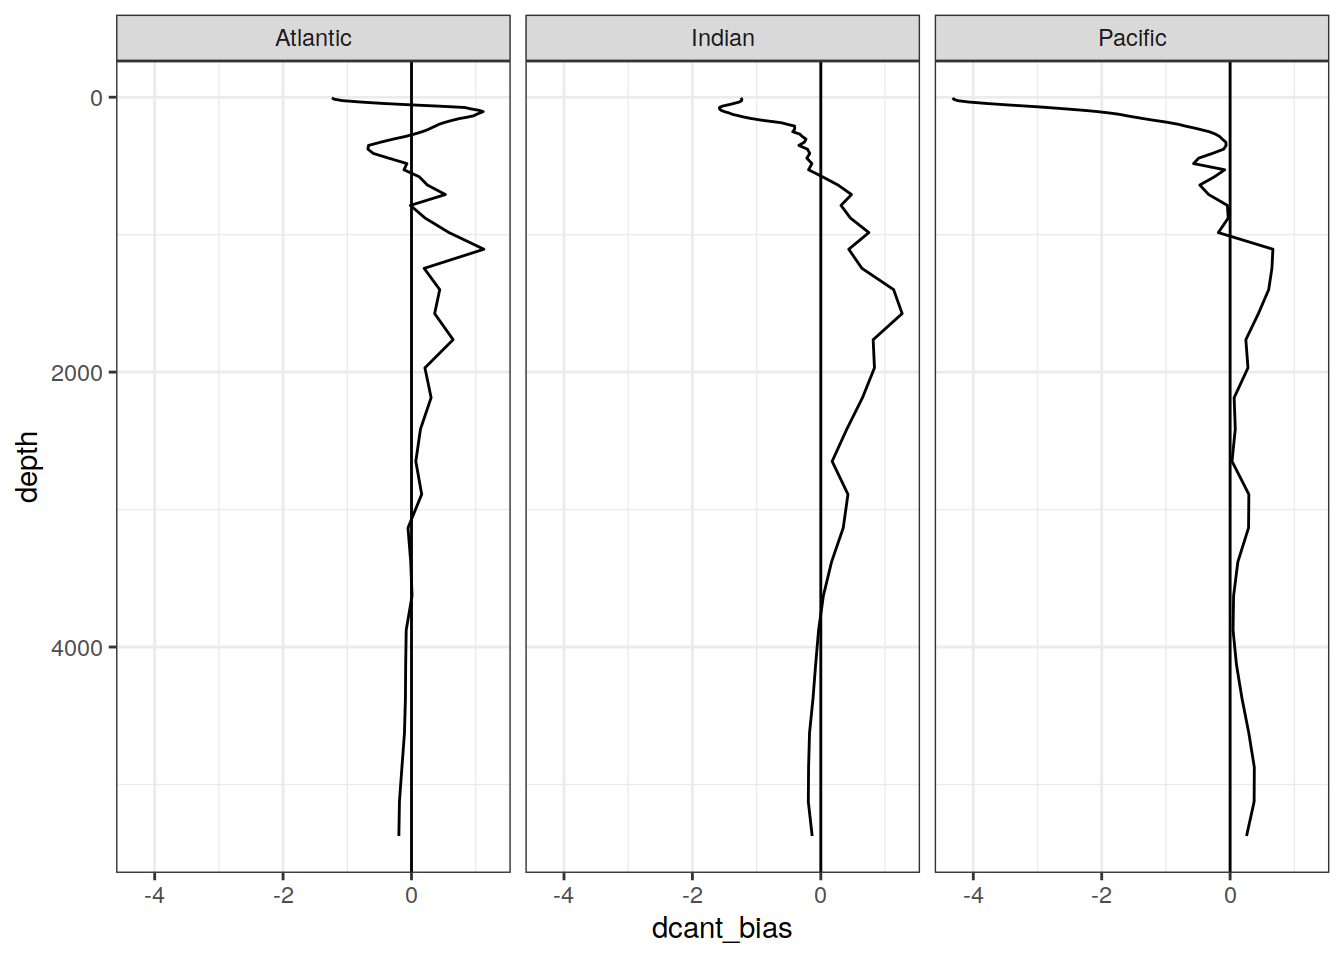 Atlantic Indian Pacific
0
2000
4000
depth
-4 -2 0 -4 -2 0 -4 -2 0
dcant_bias